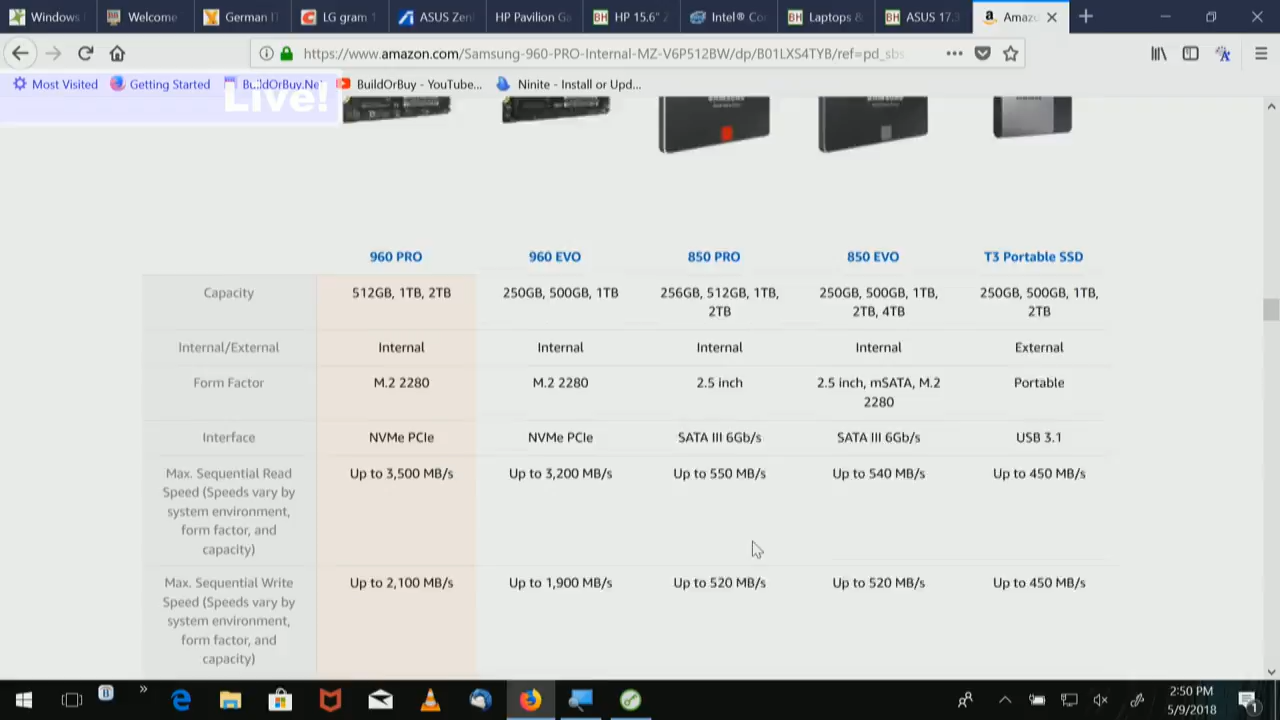 Windows
Welcome
German I
LG gram 1
ASUS Zen
HP Pavilion Ga
HP 15.6" 2
Intel® Co
Laptops &
ASUS 17.3
Amaz
https://www.amazon.com/Samsung-960-PRO-Internal-MZ-V6P512BW/dp/B01LXS4TYB/ref=pd_sbs
Most Visited
Getting Started
BuildOrBuy.Ne
BuildOrBuy - YouTube...
Ninite - Install or Upd...
Live!
960 PRO 960 EVO 850 PRO 850 EVO T3 Portable SSD
Capacity 512GB, 1TB, 2TB 250GB, 500GB, 1TB 256GB, 512GB, 1TB, 250GB, 500GB, 1TB, 250GB, 500GB, 1TB,
2TB 2TB, 4TB 2TB
Internal/External Internal Internal Internal Internal External
Form Factor M.2 2280 M.2 2280 2.5 inch 2.5 inch, mSATA, M.2 Portable
2280
Interface NVMe PCIe NVMe PCIe SATA III 6Gb/s SATA III 6Gb/s USB 3.1
Max. Sequential Read Up to 3,500 MB/s Up to 3,200 MB/s Up to 550 MB/s Up to 540 MB/s Up to 450 MB/s
Speed (Speeds vary by
system environment,
form factor, and
capacity)
Max. Sequential Write Up to 2,100 MB/s Up to 1,900 MB/s Up to 520 MB/s Up to 520 MB/s Up to 450 MB/s
Speed (Speeds vary by
system environment,
form factor, and
capacity)
2:50 PM
5/9/2018
1